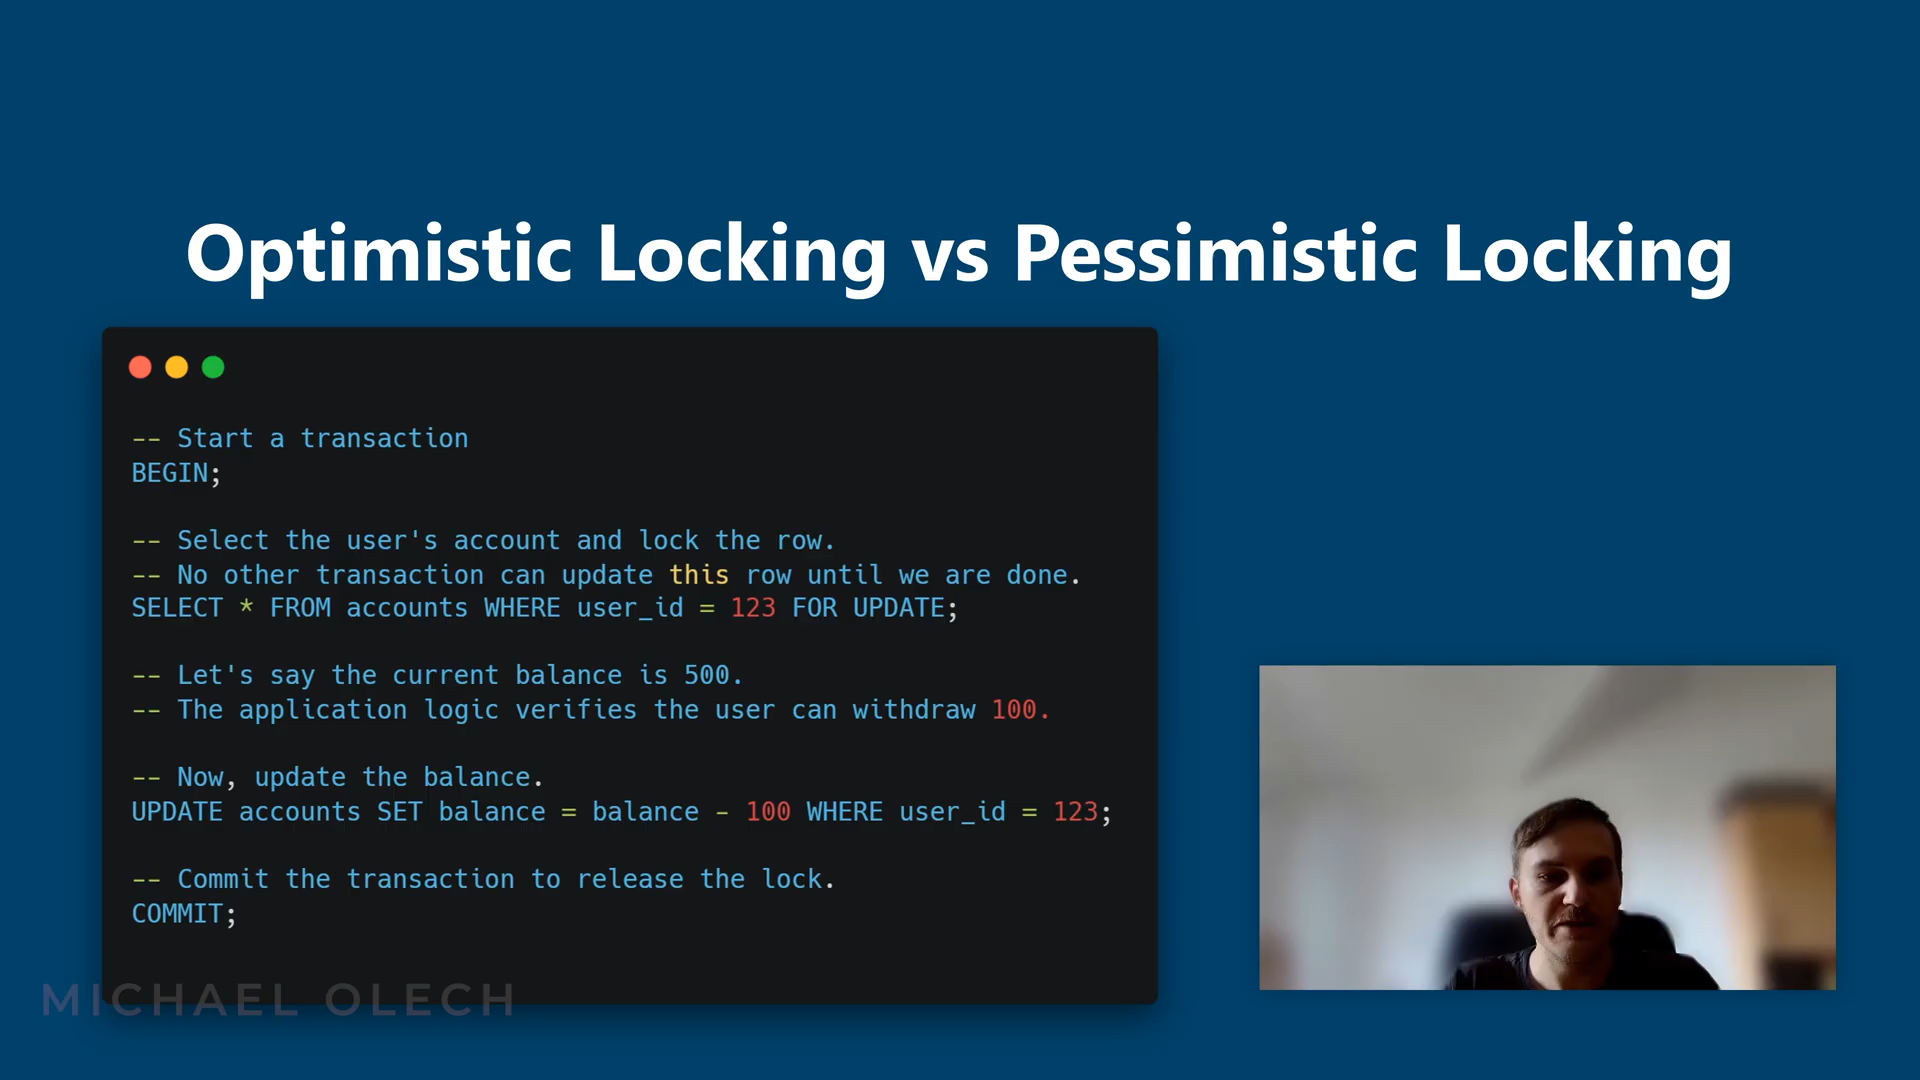 Optimistic Locking vs Pessimistic Locking
-- Start a transaction
BEGIN;
-- Select the user's account and lock the row.
-- No other transaction can update this row until we are done.
SELECT * FROM accounts WHERE user_id = 123 FOR UPDATE;
-- Let's say the current balance is 500.
-- The application logic verifies the user can withdraw 100.
-- Now, update the balance.
UPDATE accounts SET balance = balance - 100 WHERE user_id = 123;
-- Commit the transaction to release the lock.
COMMIT;
MICHAEL OLECH